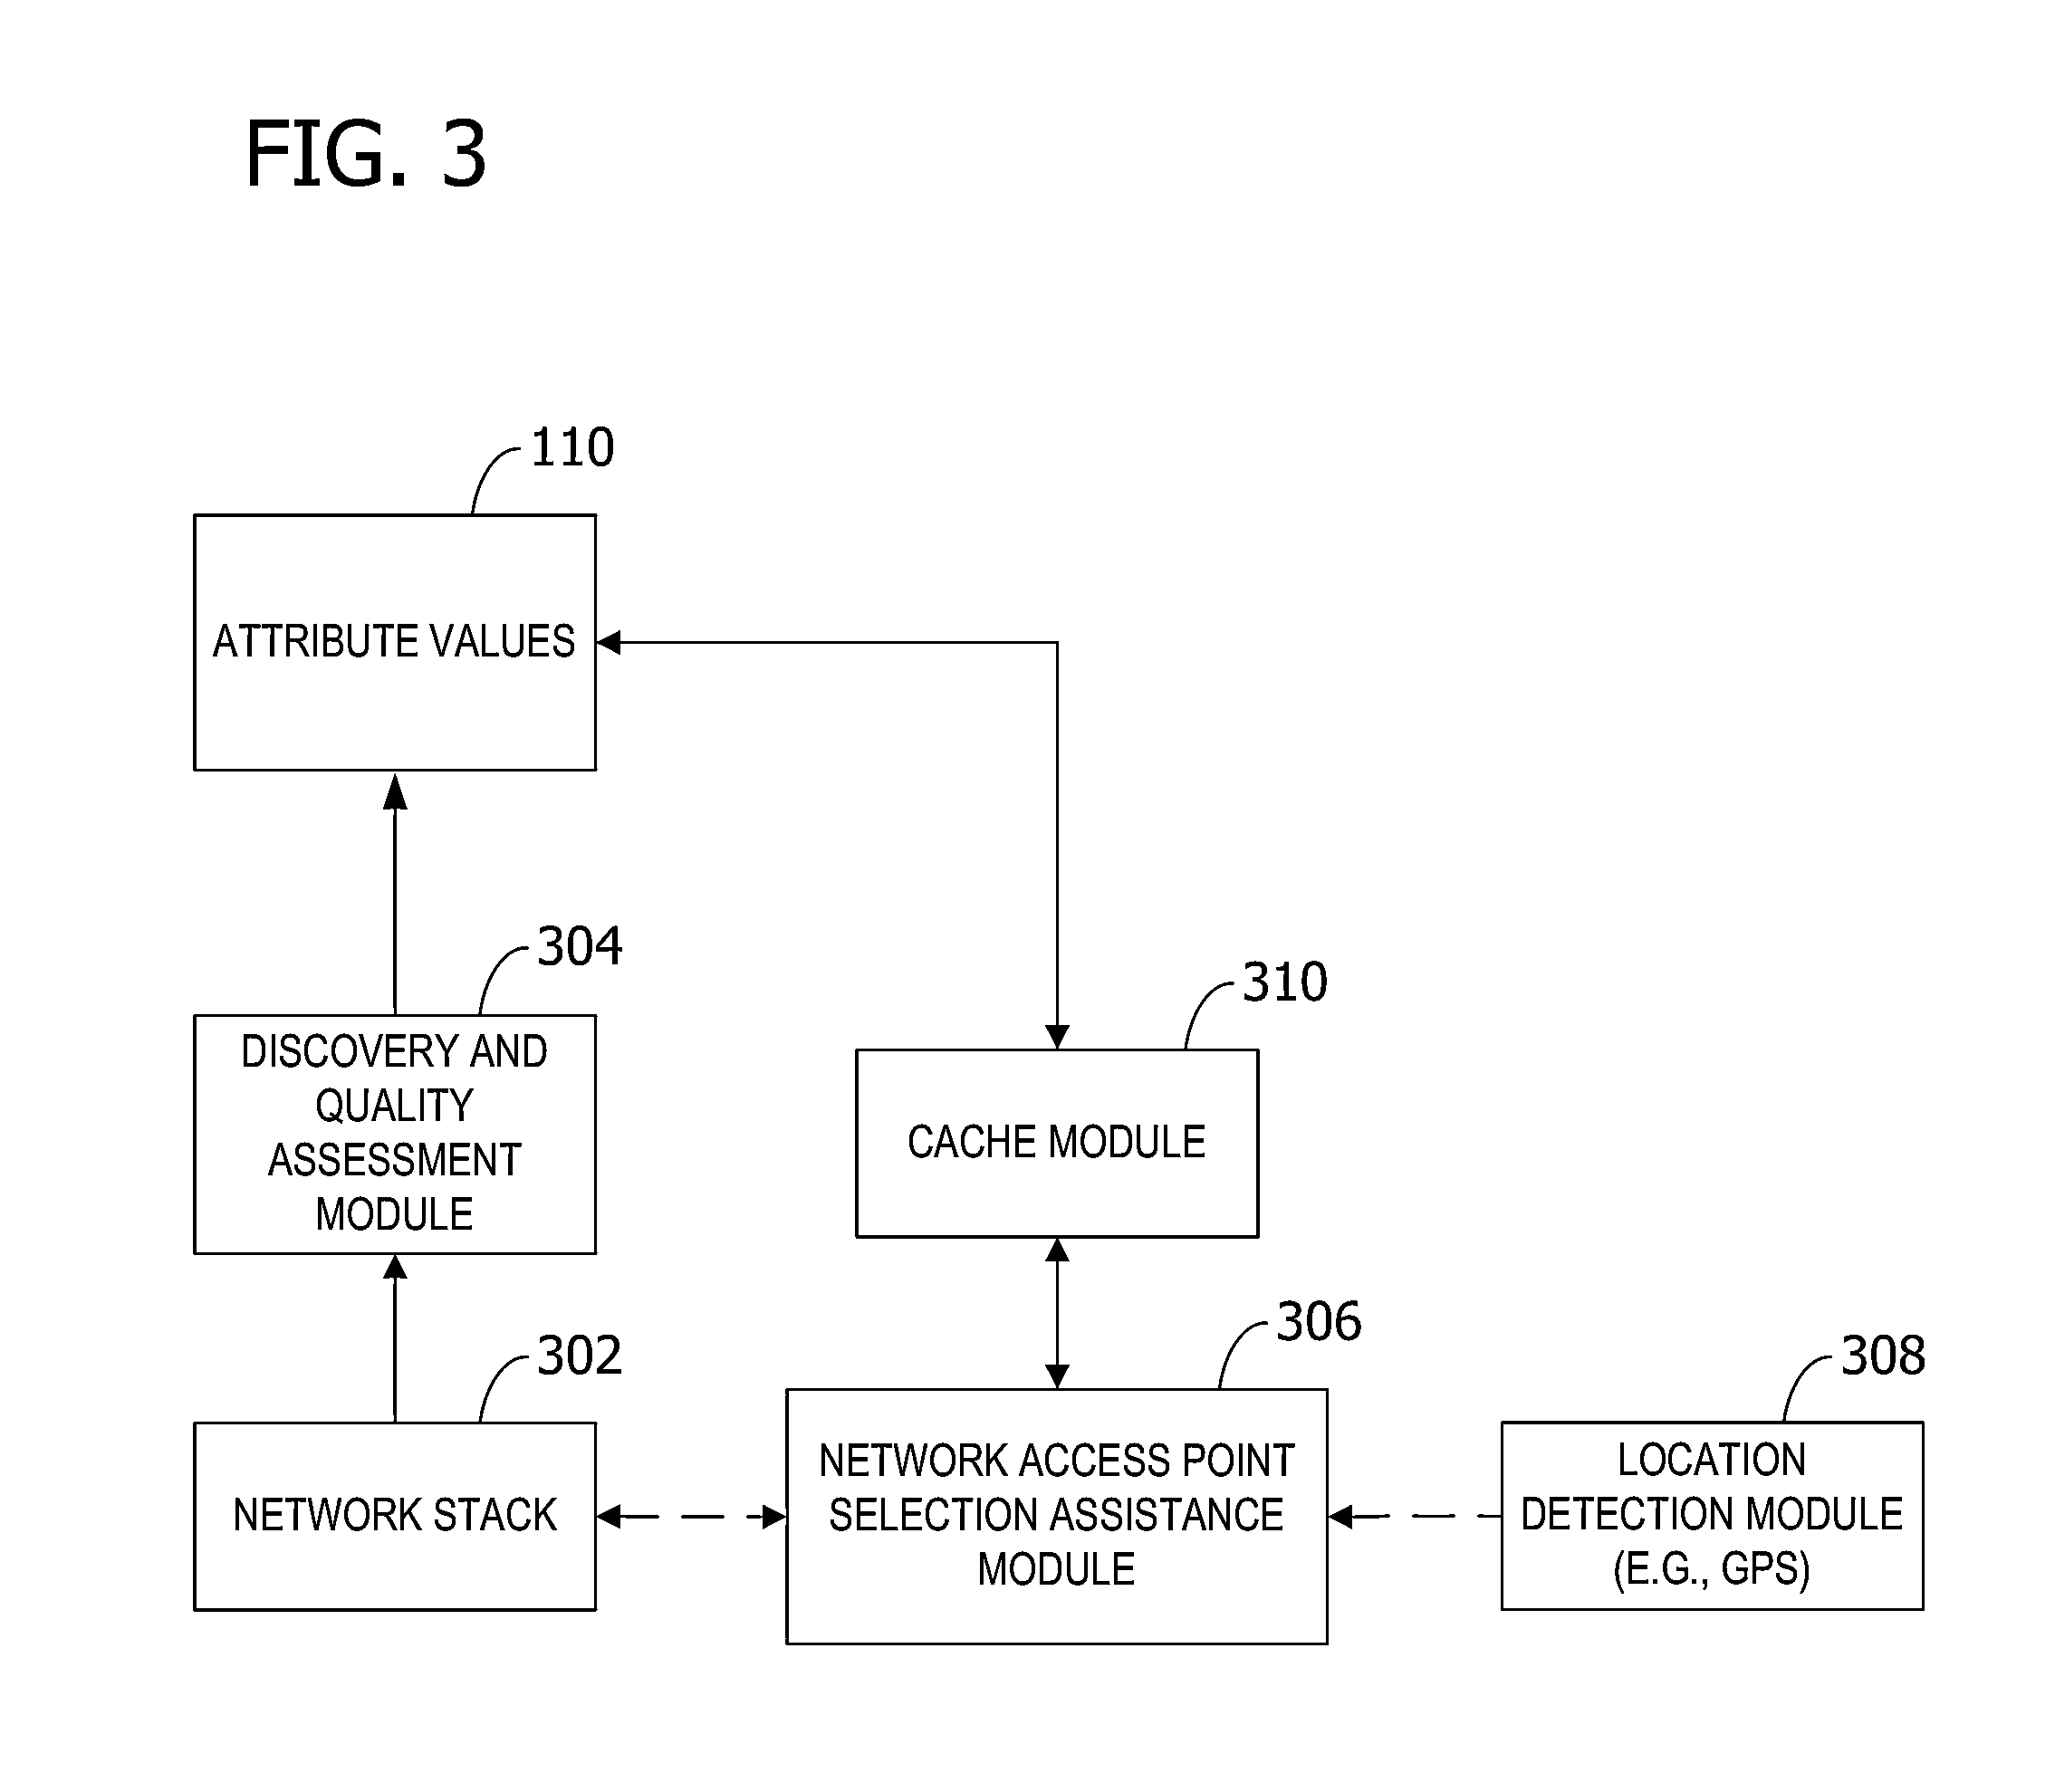 FIG. 3
110
ATTRIBUTE VALUES
304
DISCOVERY AND
QUALITY
ASSESSMENT
MODULE
310
CACHE MODULE
302
NETWORK STACK
306
NETWORK ACCESS POINT
SELECTION ASSISTANCE
MODULE
308
LOCATION
DETECTION MODULE
(E.G., GPS)